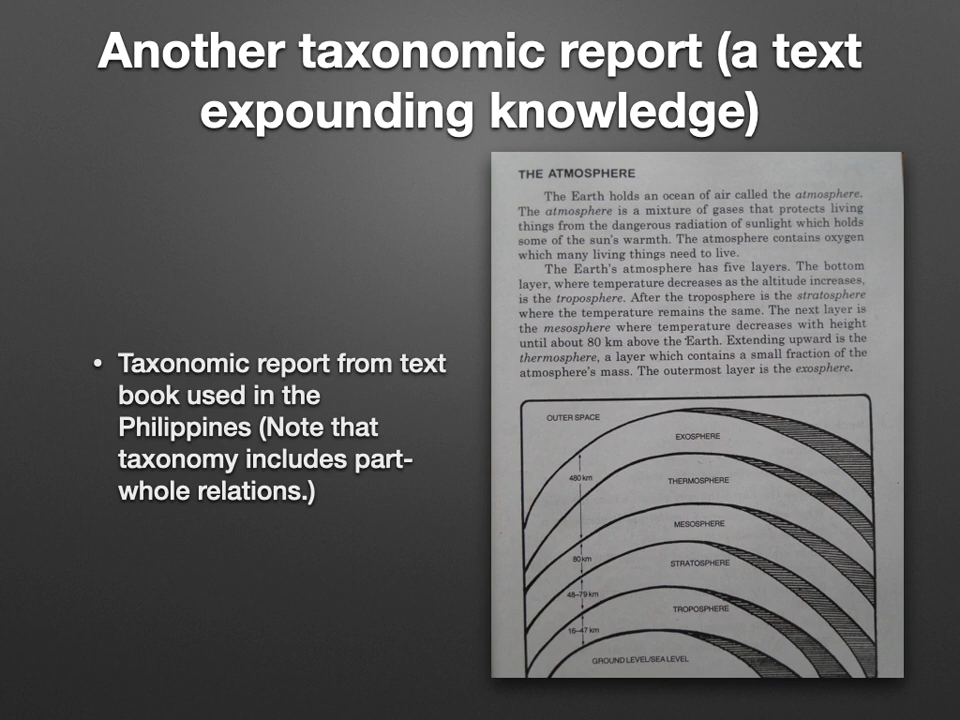 Another taxonomic report (a text
expounding knowledge)
• Taxonomic report from text
book used in the
Philippines (Note that
taxonomy includes part-
whole relations.)
THE ATMOSPHERE
The Earth holds an ocean of air called the atmosphere.
The atmosphere is a mixture of gases that protects living
things from the dangerous radiation of sunlight which holds
some of the sun's warmth. The atmosphere contains oxygen
which many living things need to live.
The Earth's atmosphere has five layers. The bottom
layer, where temperature decreases as the altitude increases,
is the troposphere. After the troposphere is the stratosphere
where the temperature remains the same. The next layer is
the mesosphere where temperature decreases with height
until about 80 km above the Earth. Extending upward is the
thermosphere, a layer which contains a small fraction of the
atmosphere's mass. The outermost layer is the exosphere.
OUTER SPACE
EXOSPHERE
480 km
THERMOSPHERE
MESOSPHERE
80 km
STRATOSPHERE
48–79 km
TROPOSPHERE
16–47 km
GROUND LEVEL/SEA LEVEL